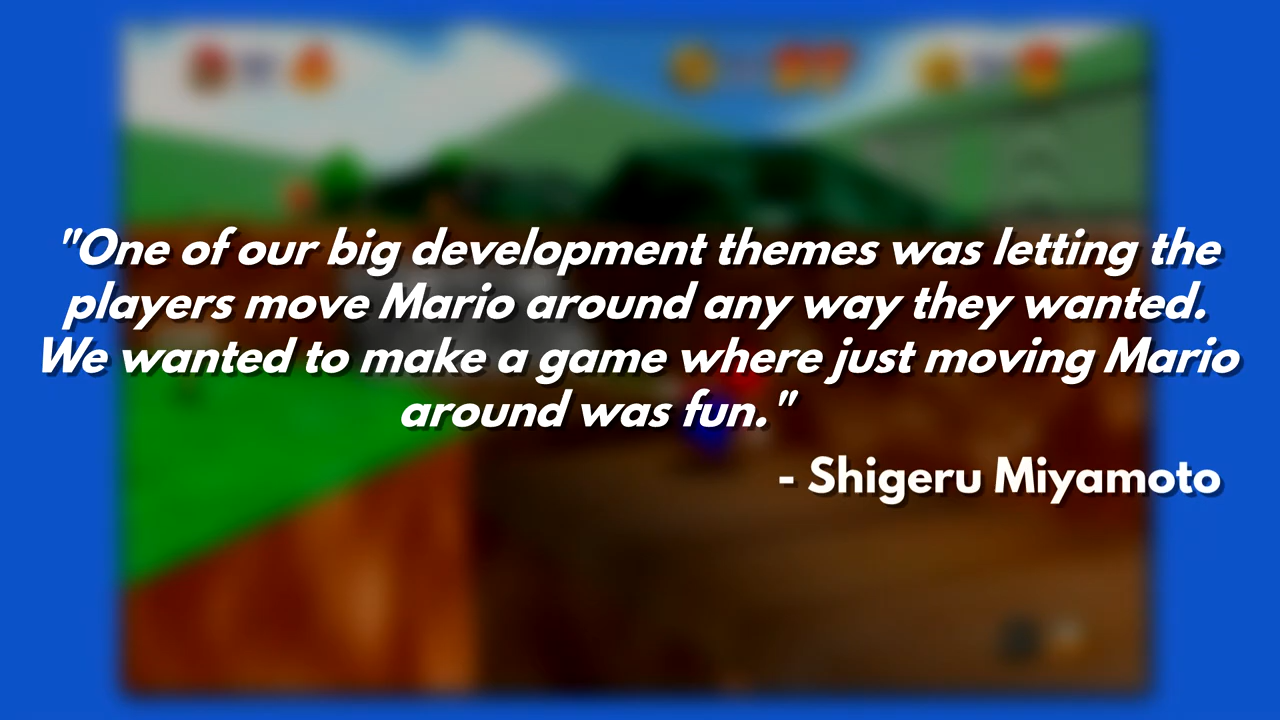 "One of our big development themes was letting the
players move Mario around any way they wanted.
We wanted to make a game where just moving Mario
around was fun."
- Shigeru Miyamoto